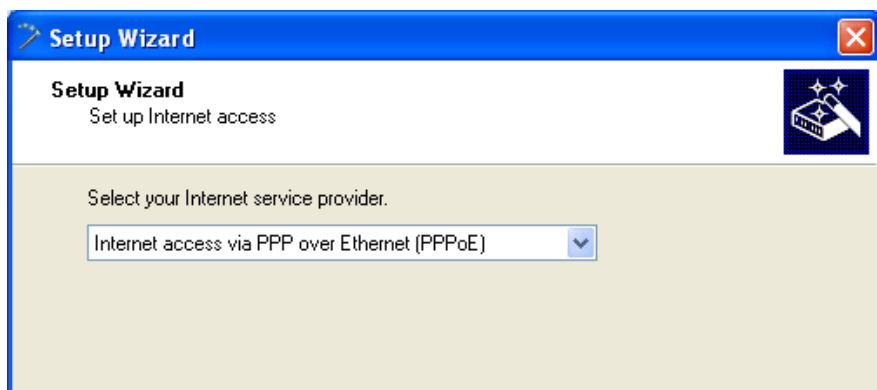 Setup Wizard
Setup Wizard
Set up Internet access
Select your Internet service provider.
Internet access via PPP over Ethernet (PPPoE)